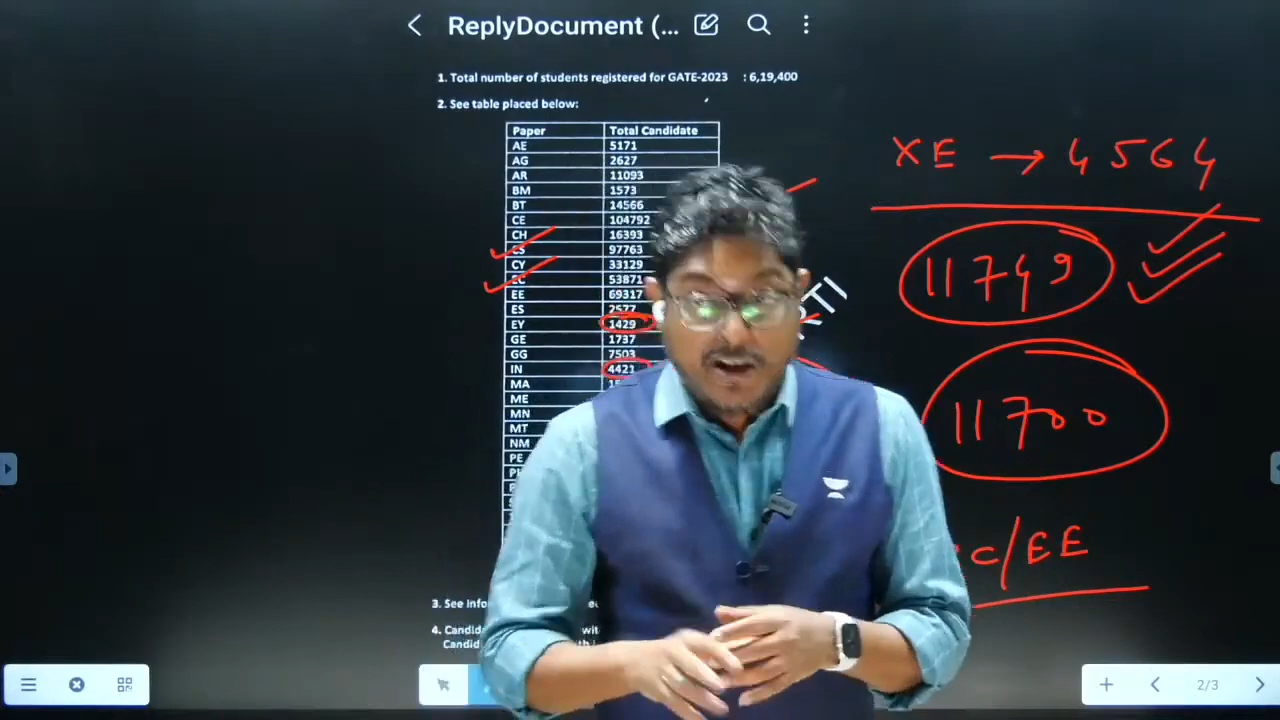 ReplyDocument (...
1. Total number of students registered for GATE-2023 : 6,19,400
2. See table placed below:
Paper Total Candidate
AE 5171
AG 2627
AR 11093
BM 1573
BT 14566
CE 104792
CH 16393
CS 97763
CY 33129
EC 53871
EE 69317
ES 2577
EY 1429
GE 1737
GG 7503
IN 4421
MA
ME
MN
MT
NM
PE
3. See
4.
XE → 4564
11749
RTI
11700
C/EE
2/3